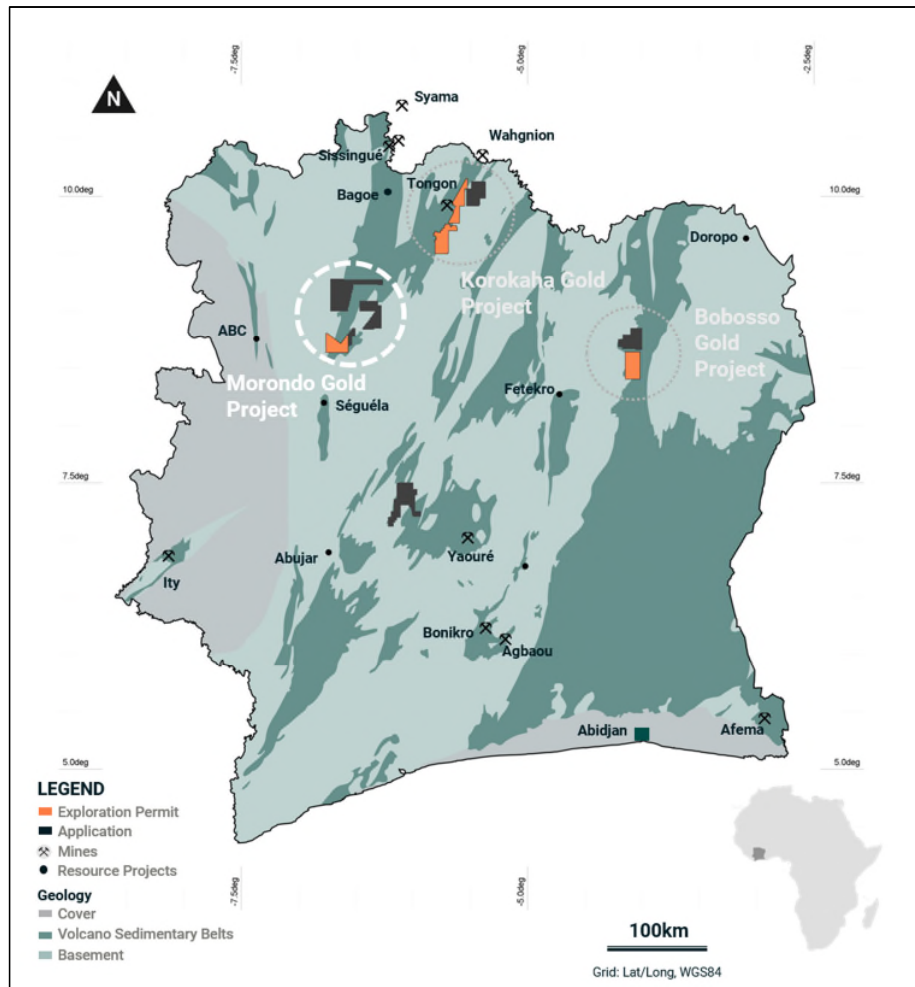 -7.5deg
-5.0deg
-2.5deg
N
Syama
Wahgnion
Sissingué
Tongon
10.0deg
Bagoe
10.0deg
Doropo
Korokaha Gold
Project
Bobosso
Gold
Project
ABC
Morondo Gold
Project
Séguéla
Fetekro
7.5deg
7.5deg
Yaouré
Abujar
Ity
Bonikro
Agbaou
Abidjan
Afema
5.0deg
5.0deg
LEGEND
Exploration Permit
Application
Mines
Resource Projects
Geology
Cover
Volcano Sedimentary Belts
Basement
-7.5deg
-5.0deg
100km
Grid: Lat/Long, WGS84